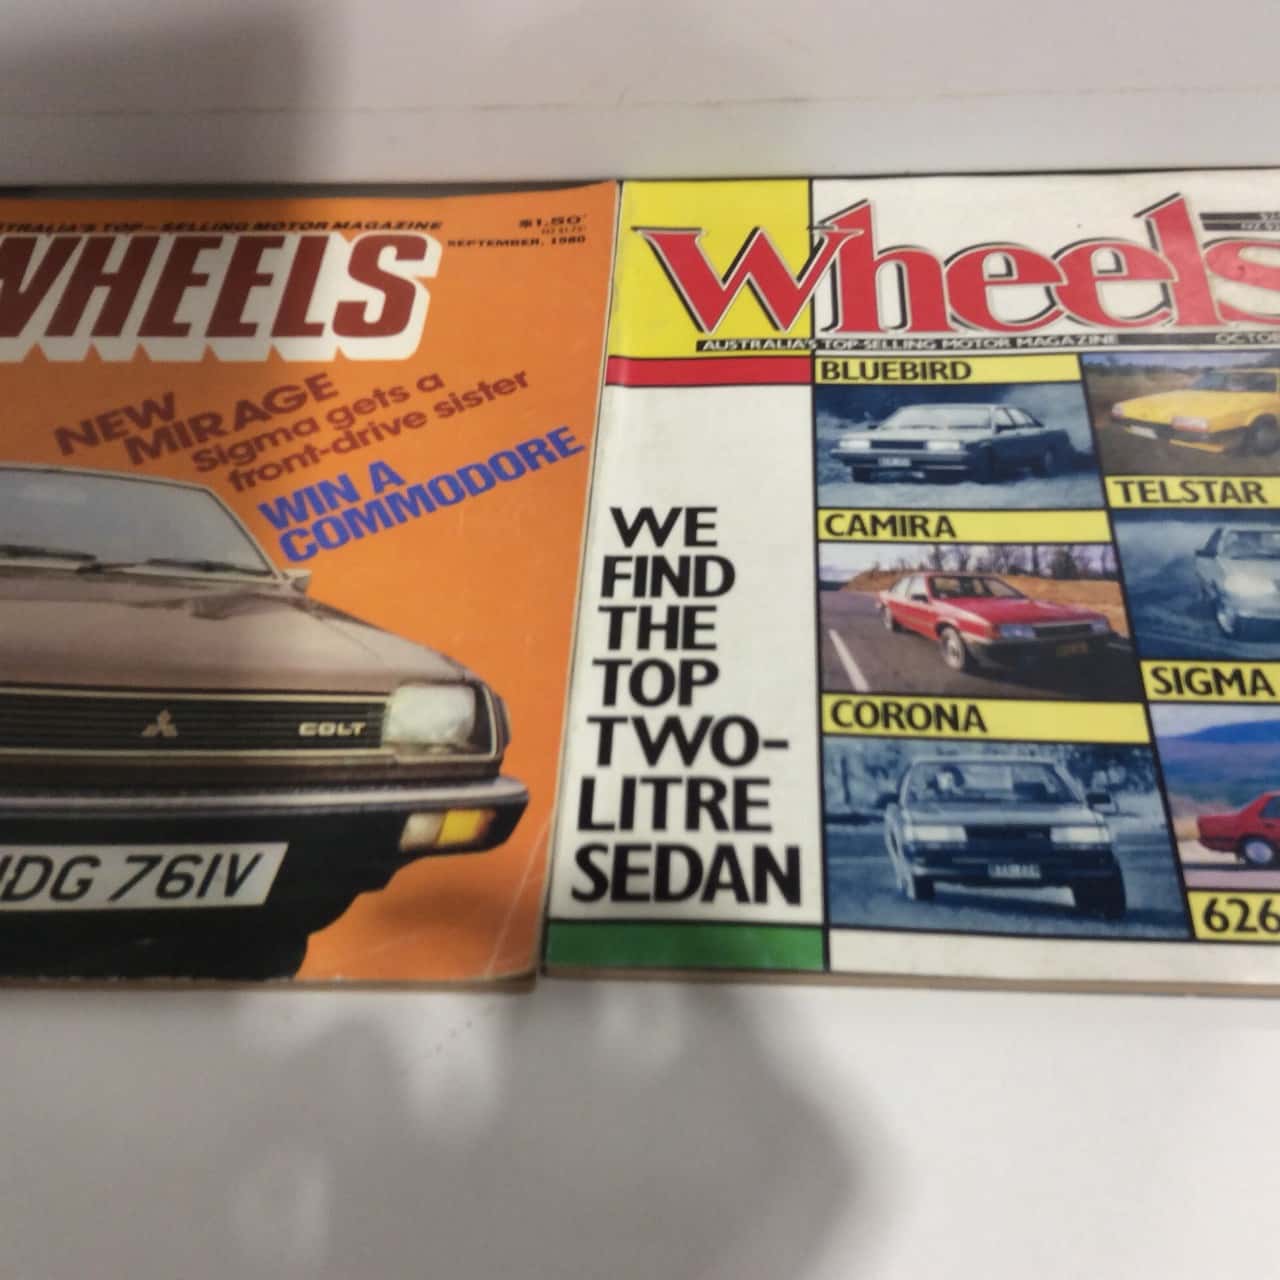 TRALIA'S TOP-SELLING MOTOR MAGAZINE
$1.50*
SEPTEMBER, 1980
WHEELS
NEW
MIRAGE
Sigma gets a
front-drive sister
WIN A
COMMODORE
COLT
DG 761V
Wheels
AUSTRALIA'S TOP-SELLING MOTOR MAGAZINE
OCTO
BLUEBIRD
TELSTAR
CAMIRA
SIGMA
CORONA
626
WE
FIND
THE
TOP
TWO-
LITRE
SEDAN